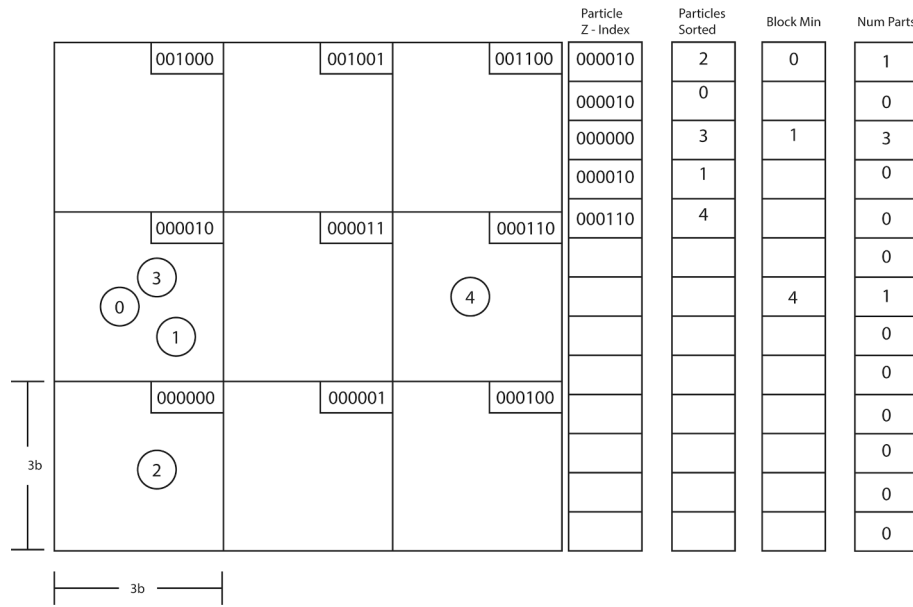 Particle Z - Index
Particles Sorted
Block Min
Num Parts
001000 001001 001100 000010 2 0 1
000010 0 0
000000 3 1 3
000010 1 0
000010 000011 000110 000110 4 0
0
3
0 4 4 1
1 0
0
000000 000001 000100 0
3b 2 0
0
0
3b